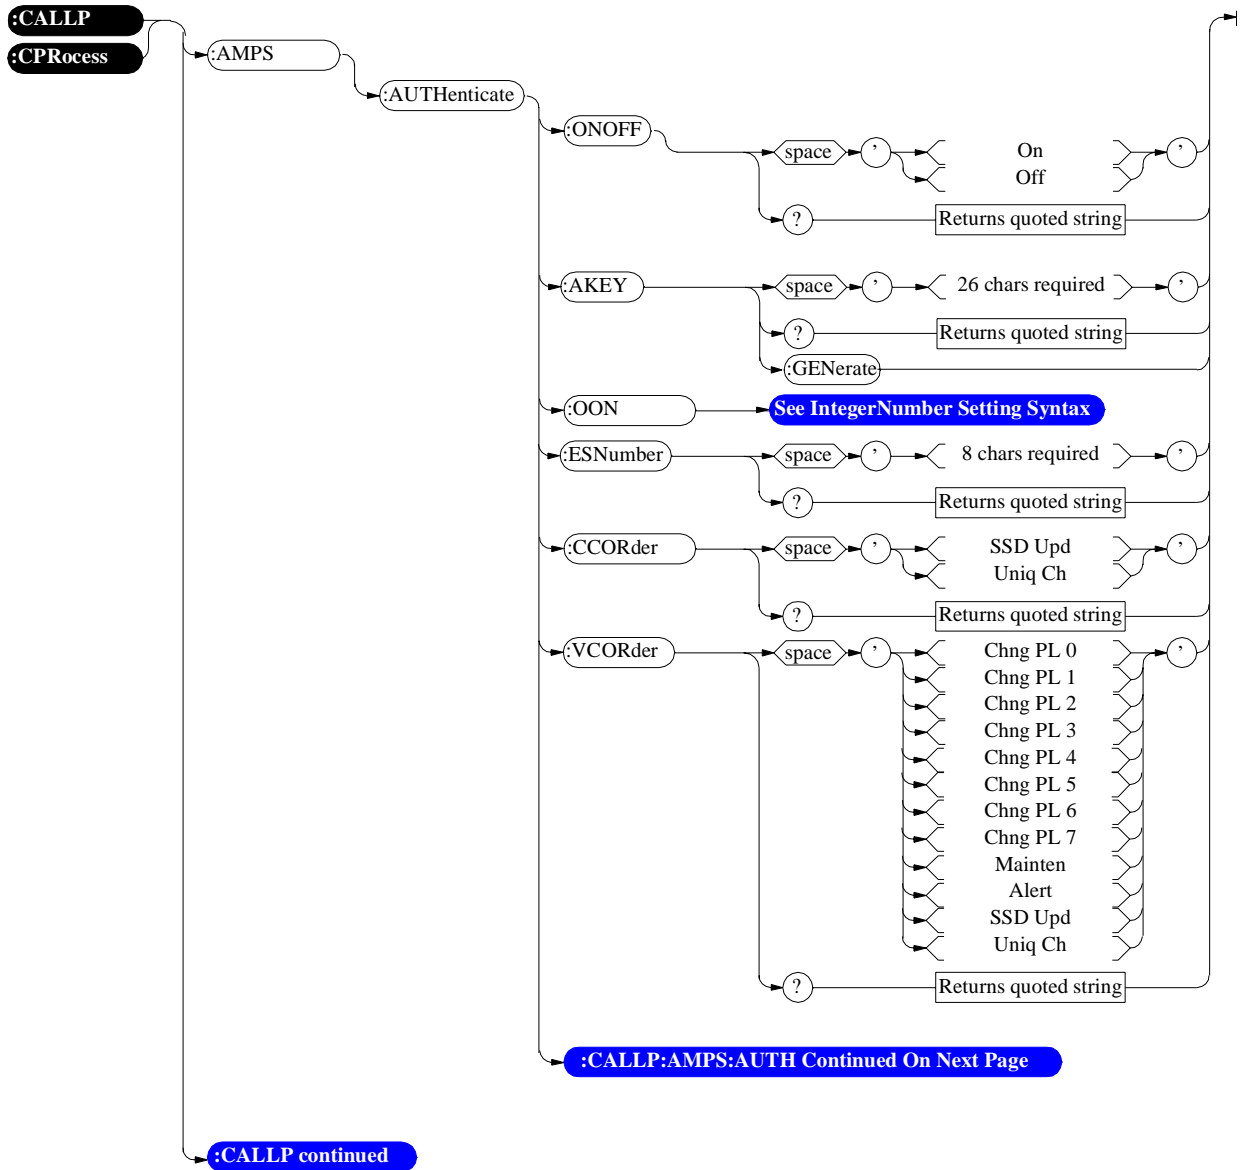 :CALLP
:CPRocess
:AMPS
:AUTHenticate
:ONOFF
space ’ On ’
Off
? Returns quoted string
:AKEY space ’ 26 chars required ’
? Returns quoted string
:GENerate
:OON See IntegerNumber Setting Syntax
:ESNumber space ’ 8 chars required ’
? Returns quoted string
:CCORder space ’ SSD Upd ’
Uniq Ch
? Returns quoted string
:VCORder space ’ Chng PL 0 ’
Chng PL 1
Chng PL 2
Chng PL 3
Chng PL 4
Chng PL 5
Chng PL 6
Chng PL 7
Mainten
Alert
SSD Upd
Uniq Ch
? Returns quoted string
:CALLP:AMPS:AUTH Continued On Next Page
:CALLP continued